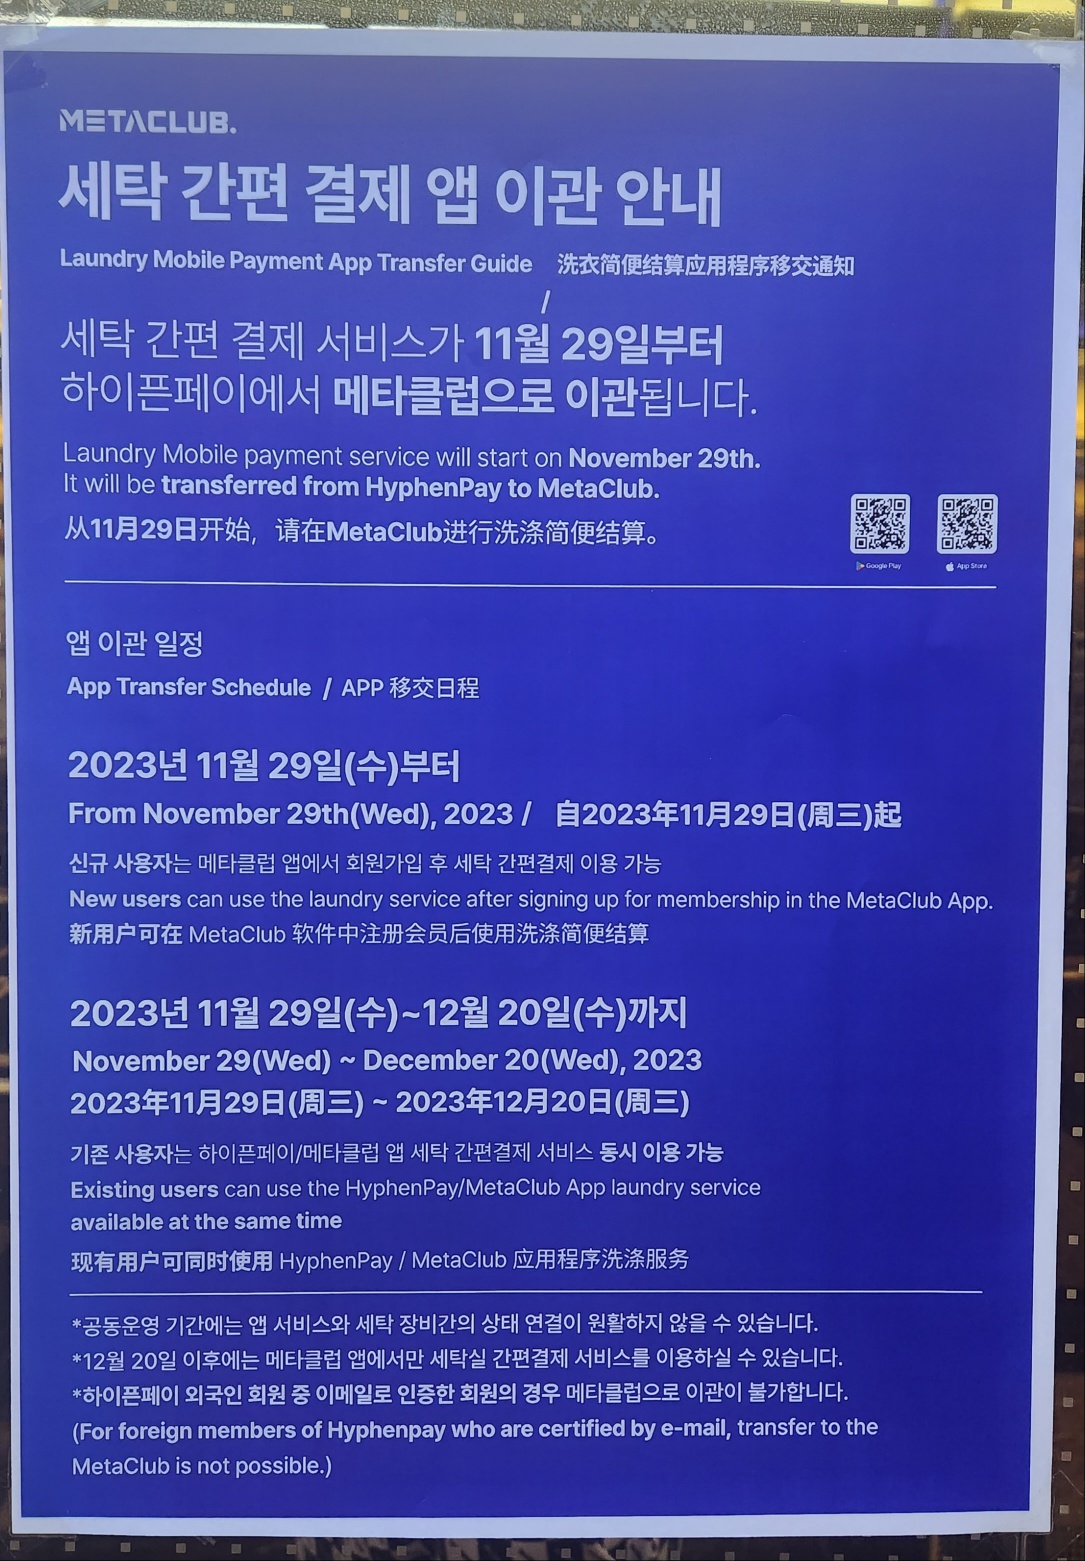 METACLUB.
세탁 간편 결제 앱 이관 안내
Laundry Mobile Payment App Transfer Guide
/
洗衣简便结算应用程序移交通知
세탁 간편 결제 서비스가 11월 29일부터
하이픈페이에서 메타클럽으로 이관됩니다.
Laundry Mobile payment service will start on November 29th.
It will be transferred from HyphenPay to MetaClub.
从11月29日开始,请在MetaClub进行洗涤简便结算。
Google Play
App Store
앱 이관 일정
App Transfer Schedule / APP 移交日程
2023년 11월 29일(수)부터
From November 29th(Wed), 2023 / 自2023年11月29日(周三)起
신규 사용자는 메타클럽 앱에서 회원가입 후 세탁 간편결제 이용 가능
New users can use the laundry service after signing up for membership in the MetaClub App.
新用户可在 MetaClub 软件中注册会员后使用洗涤简便结算
2023년 11월 29일(수)~12월 20일(수)까지
November 29(Wed) ~ December 20(Wed), 2023
2023年11月29日(周三) ~ 2023年12月20日(周三)
기존 사용자는 하이픈페이/메타클럽 앱 세탁 간편결제 서비스 동시 이용 가능
Existing users can use the HyphenPay/MetaClub App laundry service
available at the same time
现有用户可同时使用 HyphenPay / MetaClub 应用程序洗涤服务
*공동운영 기간에는 앱 서비스와 세탁 장비간의 상태 연결이 원활하지 않을 수 있습니다.
*12월 20일 이후에는 메타클럽 앱에서만 세탁실 간편결제 서비스를 이용하실 수 있습니다.
*하이픈페이 외국인 회원 중 이메일로 인증한 회원의 경우 메타클럽으로 이관이 불가합니다.
(For foreign members of Hyphenpay who are certified by e-mail, transfer to the
MetaClub is not possible.)